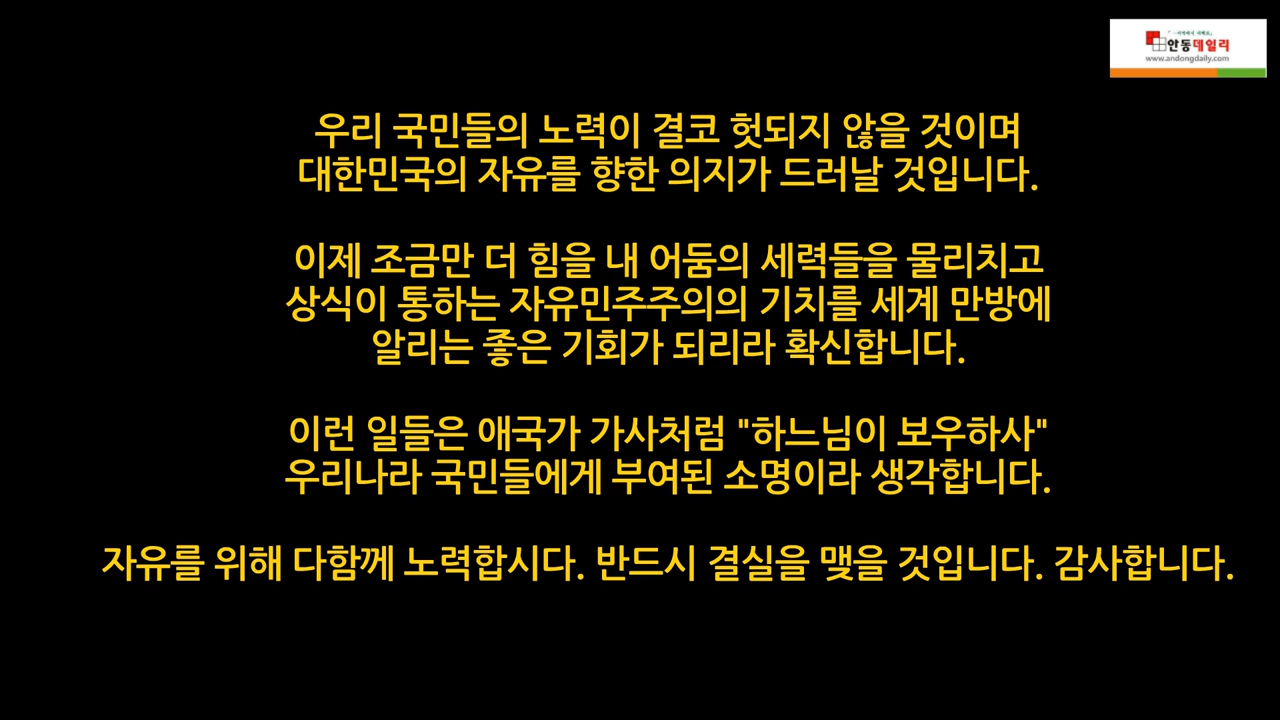 안동데일리
www.andongdaily.com
우리 국민들의 노력이 결코 헛되지 않을 것이며
대한민국의 자유를 향한 의지가 드러날 것입니다.
이제 조금만 더 힘을 내 어둠의 세력들을 물리치고
상식이 통하는 자유민주주의의 기치를 세계 만방에
알리는 좋은 기회가 되리라 확신합니다.
이런 일들은 애국가 가사처럼 "하느님이 보우하사"
우리나라 국민들에게 부여된 소명이라 생각합니다.
자유를 위해 다함께 노력합시다. 반드시 결실을 맺을 것입니다. 감사합니다.